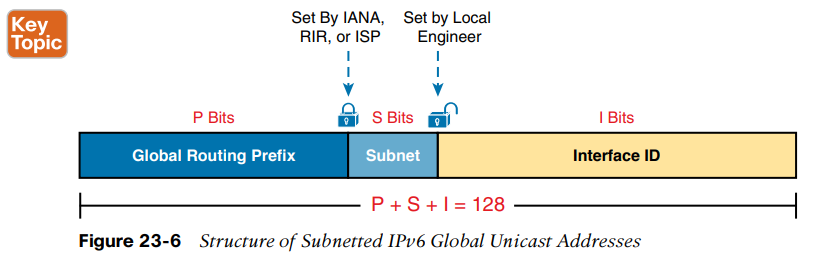 Key
Topic
Set By IANA,
RIR, or ISP
Set by Local
Engineer
P Bits
S Bits
I Bits
Global Routing Prefix
Subnet
Interface ID
P + S + I = 128
Figure 23-6 Structure of Subnetted IPv6 Global Unicast Addresses